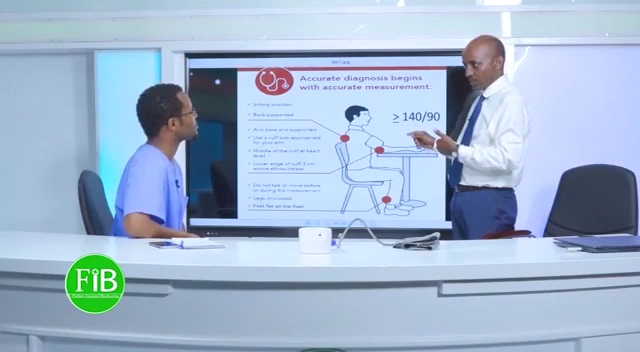 Accurate diagnosis begins
with accurate measurement:
Sitting position
Back supported
Arm bare and supported
Use a cuff size appropriate
for your arm
Middle of the cuff at heart
level
Lower edge of cuff 3 cm
above elbow crease
Do not talk or move before
or during the measurement
Legs uncrossed
Feet flat on the floor
≥ 140/90
FiB